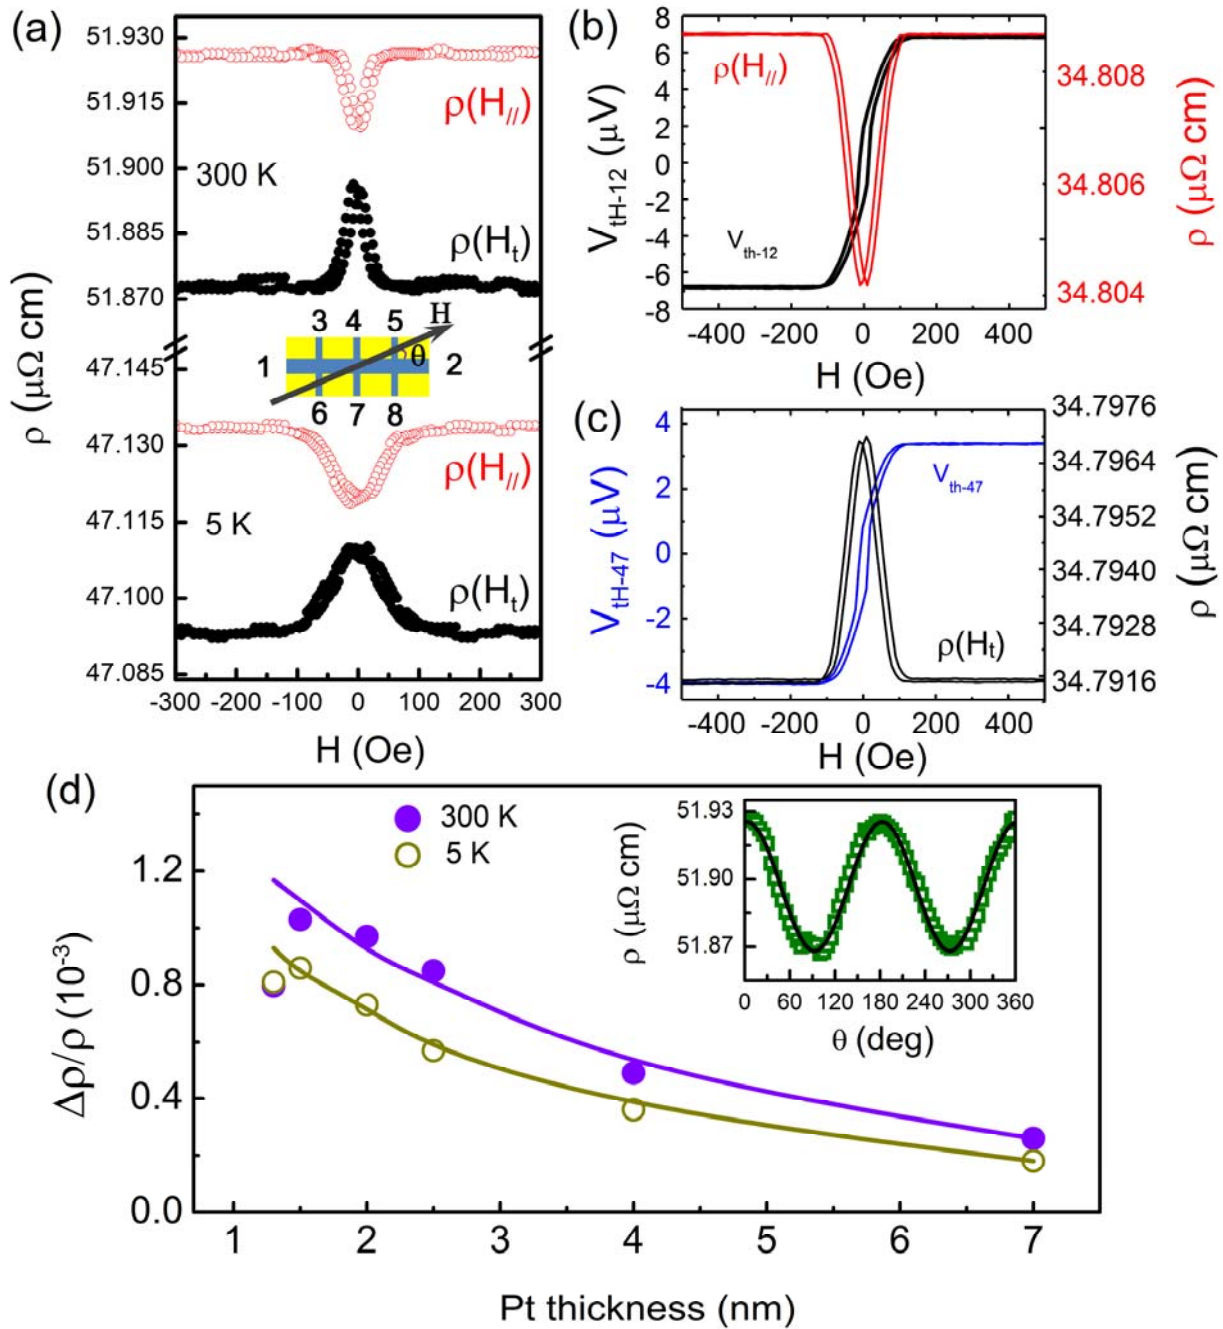 (a)
51.930
51.915
51.900
51.885
51.870
47.145
47.130
47.115
47.100
47.085
ρ (μΩ cm)
ρ(H//)
300 K
ρ(Ht)
3 4 5 H
θ
1 2
6 7 8
ρ(H//)
5 K
ρ(Ht)
-300 -200 -100 0 100 200 300
H (Oe)
(b)
8
6
4
2
0
-2
-4
-6
-8
VtH-12 (μV)
ρ(H//)
Vth-12
34.808
34.806
34.804
ρ (μΩ cm)
-400 -200 0 200 400
H (Oe)
(c)
4
2
0
-2
-4
VtH-47 (μV)
Vth-47
ρ(Ht)
34.7976
34.7964
34.7952
34.7940
34.7928
34.7916
ρ (μΩ cm)
-400 -200 0 200 400
H (Oe)
(d)
300 K
5 K
1.2
0.8
0.4
0.0
Δρ/ρ (10-3)
1 2 3 4 5 6 7
Pt thickness (nm)
51.93
51.90
51.87
ρ (μΩ cm)
0 60 120 180 240 300 360
θ (deg)